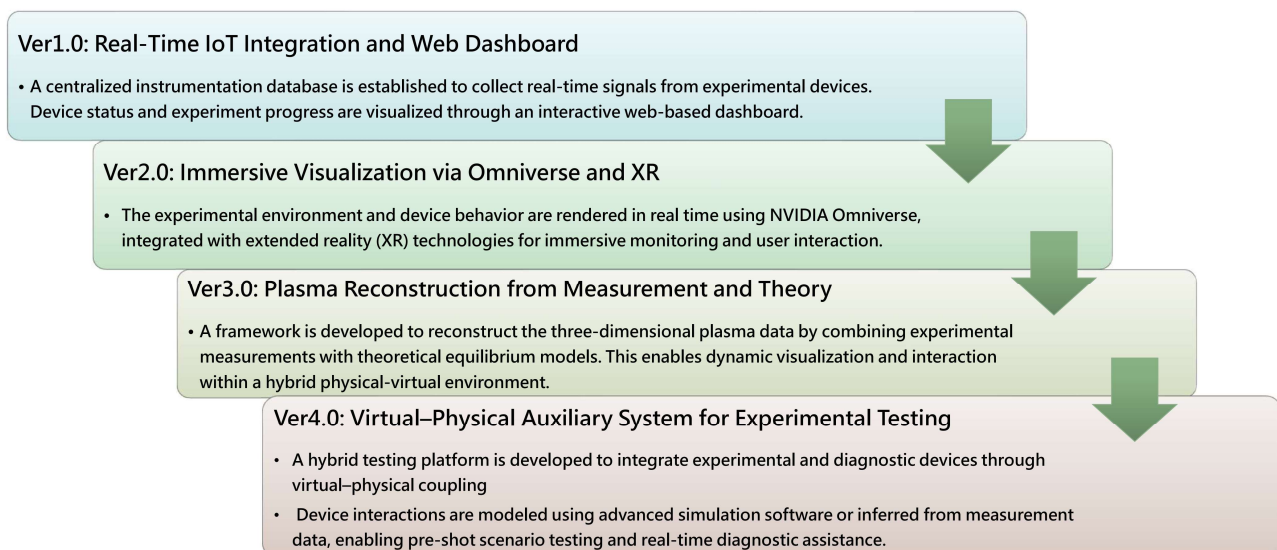 Ver1.0: Real-Time IoT Integration and Web Dashboard
• A centralized instrumentation database is established to collect real-time signals from experimental devices.
Device status and experiment progress are visualized through an interactive web-based dashboard.
Ver2.0: Immersive Visualization via Omniverse and XR
• The experimental environment and device behavior are rendered in real time using NVIDIA Omniverse,
integrated with extended reality (XR) technologies for immersive monitoring and user interaction.
Ver3.0: Plasma Reconstruction from Measurement and Theory
• A framework is developed to reconstruct the three-dimensional plasma data by combining experimental
measurements with theoretical equilibrium models. This enables dynamic visualization and interaction
within a hybrid physical-virtual environment.
Ver4.0: Virtual–Physical Auxiliary System for Experimental Testing
• A hybrid testing platform is developed to integrate experimental and diagnostic devices through
virtual–physical coupling
• Device interactions are modeled using advanced simulation software or inferred from measurement
data, enabling pre-shot scenario testing and real-time diagnostic assistance.